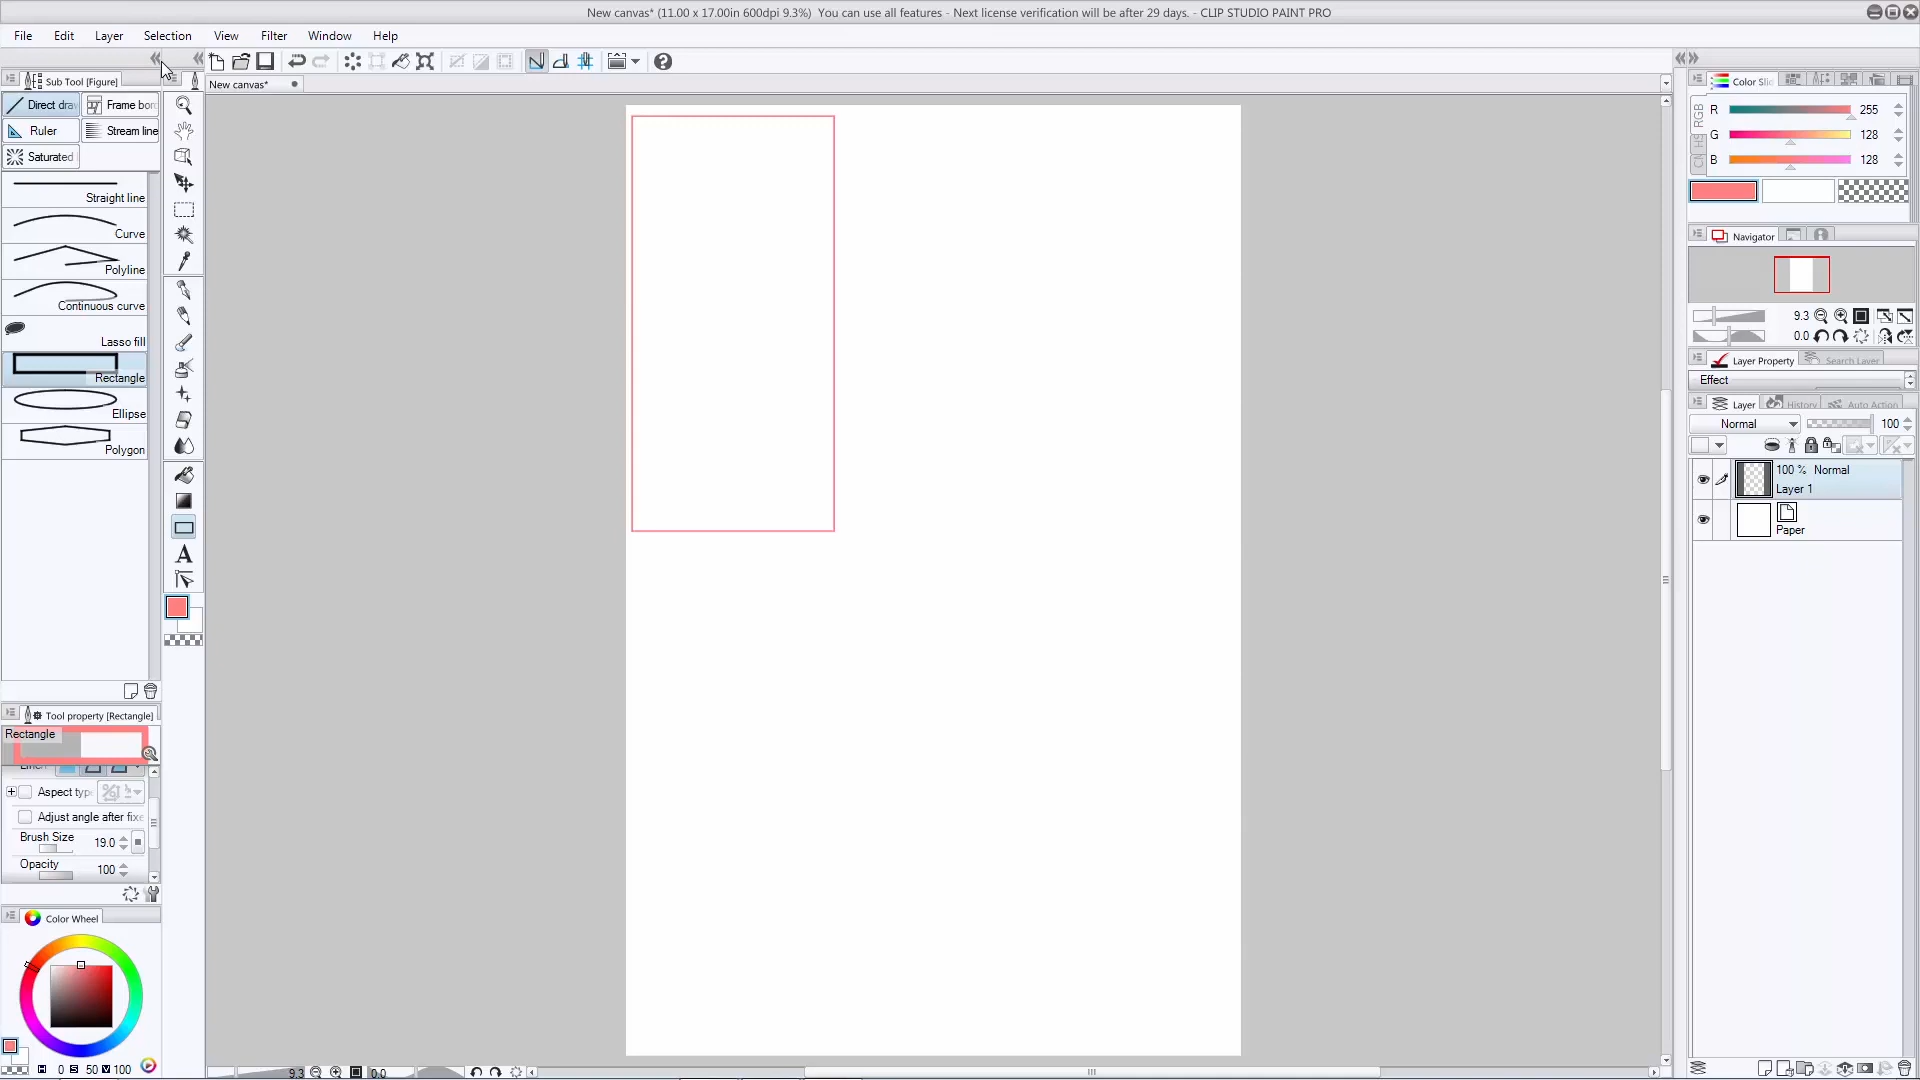 New canvas* (11.00 x 17.00in 600dpi 9.3%)  You can use all features - Next license verification will be after 29 days. - CLIP STUDIO PAINT PRO
File Edit Layer Selection View Filter Window Help
Sub Tool [Figure]
New canvas*
Direct dra Frame bor
Ruler Stream line
Saturated
Straight line
Curve
Polyline
Continuous curve
Lasso fill
Rectangle
Ellipse
Polygon
Tool property [Rectangle]
Rectangle
Aspect typ
Adjust angle after fixe
Brush Size 19.0
Opacity 100
Color Wheel
H 0 S 50 V 100
9.3 0.0
Color Sli
RGB
R 255
G 128
B 128
Navigator
9.3
0.0
Layer Property Search Layer
Effect
Layer History Auto Action
Normal 100
100 % Normal
Layer 1
Paper